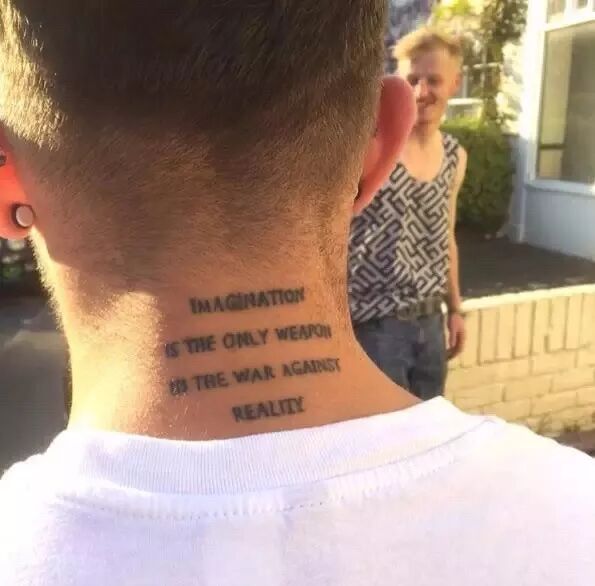 IMAGINATION
IS THE ONLY WEAPON
IN THE WAR AGAINST
REALITY